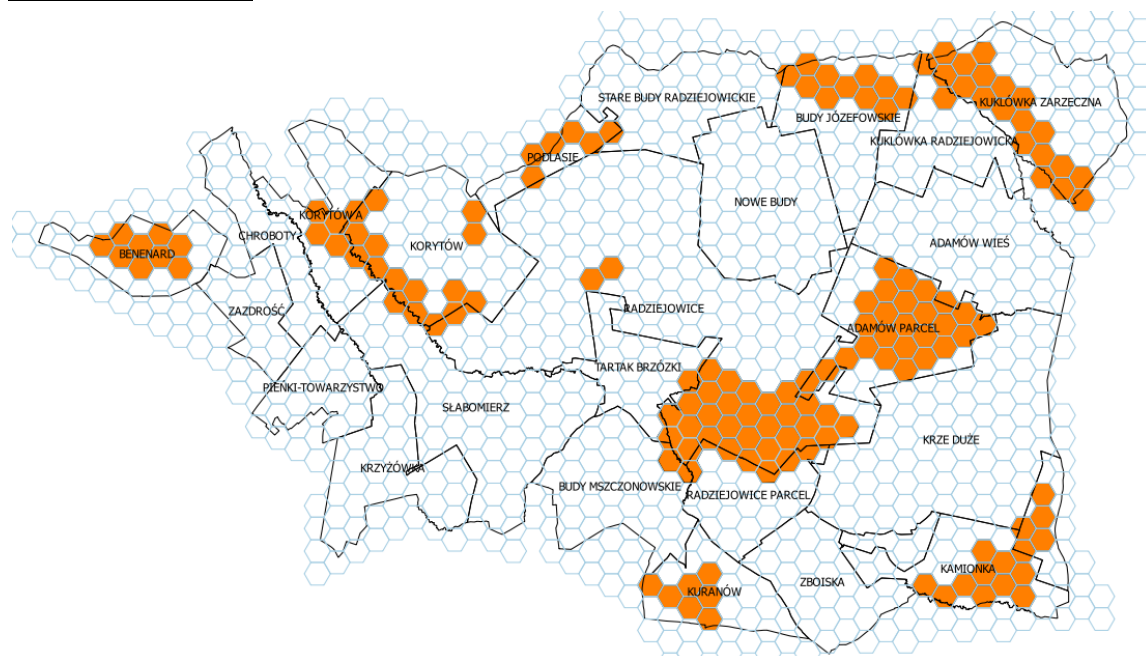 STARE BUDY RADZIEJOWICKIE
KUKLÓWKA ZARZECZNA
BUDY JÓZEFOWSKIE
KUKLÓWKA RADZIEJOWICKA
PODLASIE
NOWE BUDY
KORYTÓW A
CHROBOTY
KORYTÓW
ADAMÓW WIEŚ
BENENARD
ZAZDROŚĆ
RADZIEJOWICE
ADAMÓW PARCEL
TARTAK BRZÓZKI
PIEŃKI-TOWARZYSTWO
SŁABOMIERZ
KRZE DUŻE
KRZYŻÓWKA
BUDY MSZCZONOWSKIE
RADZIEJOWICE PARCEL
KAMIONKA
ZBOISKA
KURANÓW